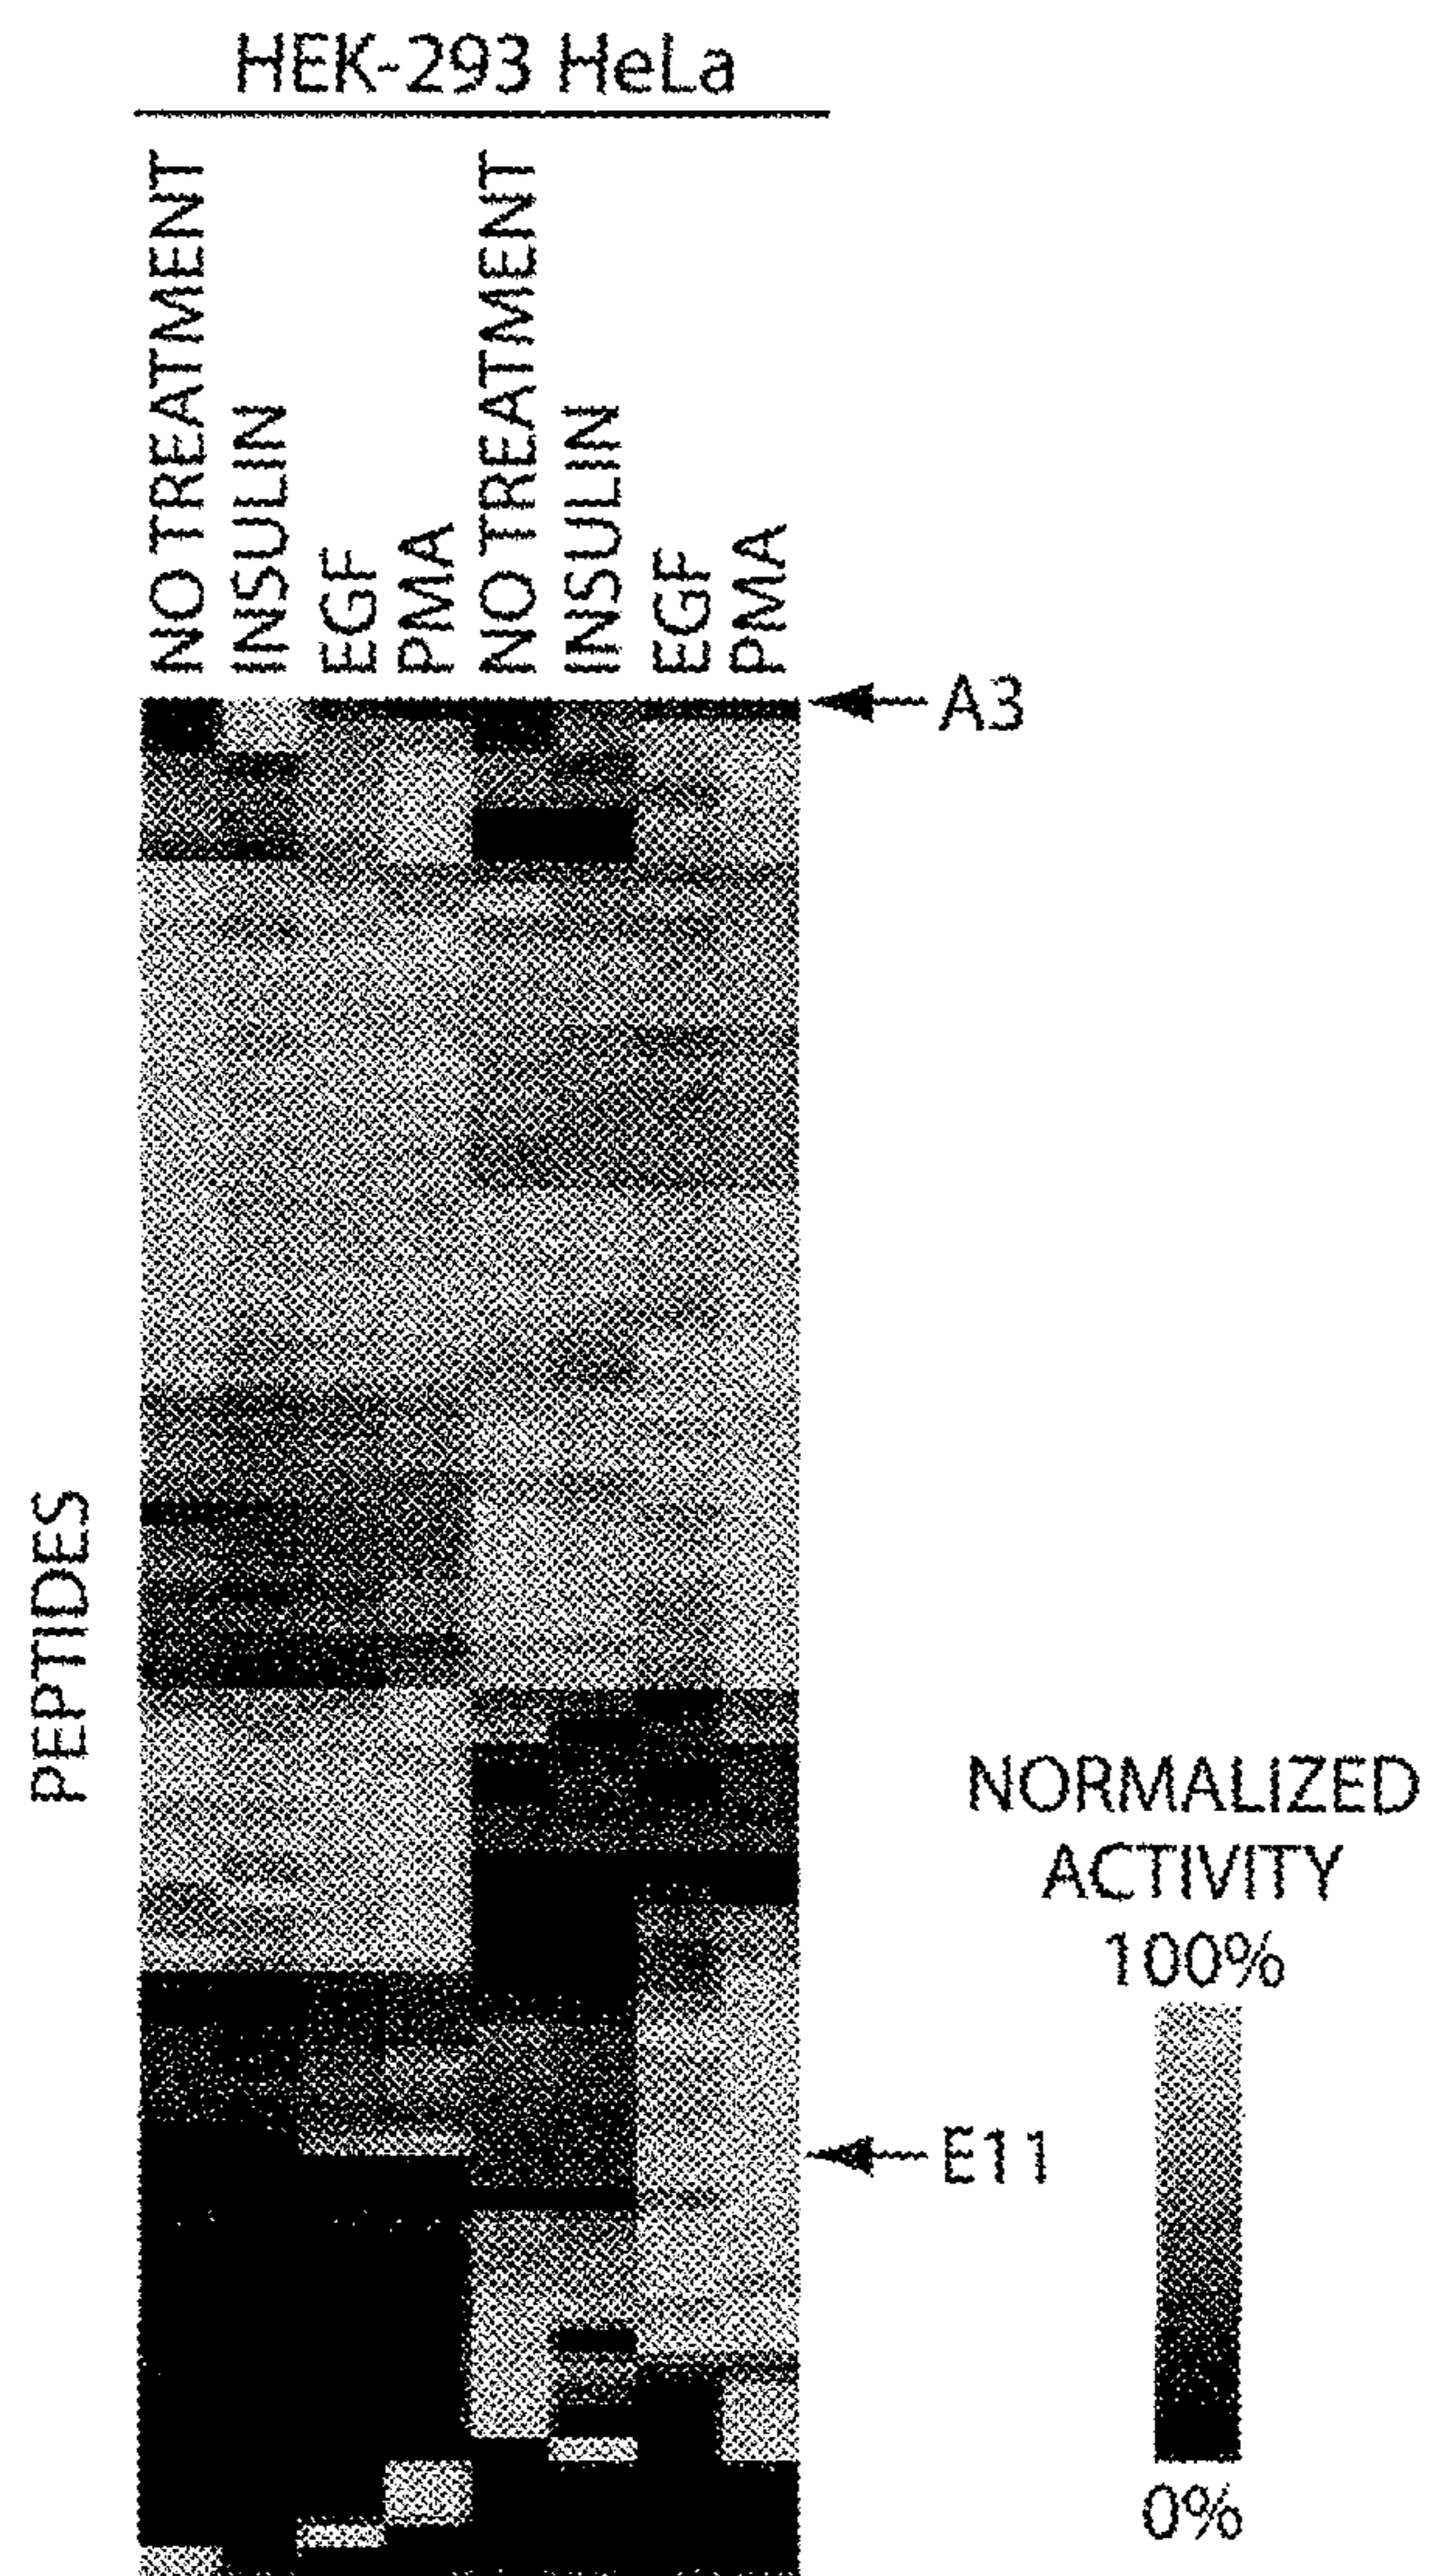 HEK-293 HeLa
NO TREATMENT
INSULIN
EGF
PMA
NO TREATMENT
INSULIN
EGF
PMA
A3
PEPTIDES
NORMALIZED
ACTIVITY
100%
E11
0%